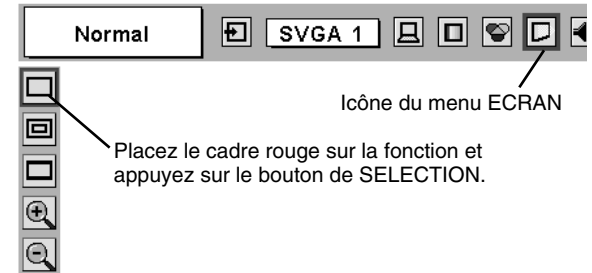 Normal
SVGA 1
Icône du menu ECRAN
Placez le cadre rouge sur la fonction et
appuyez sur le bouton de SELECTION.